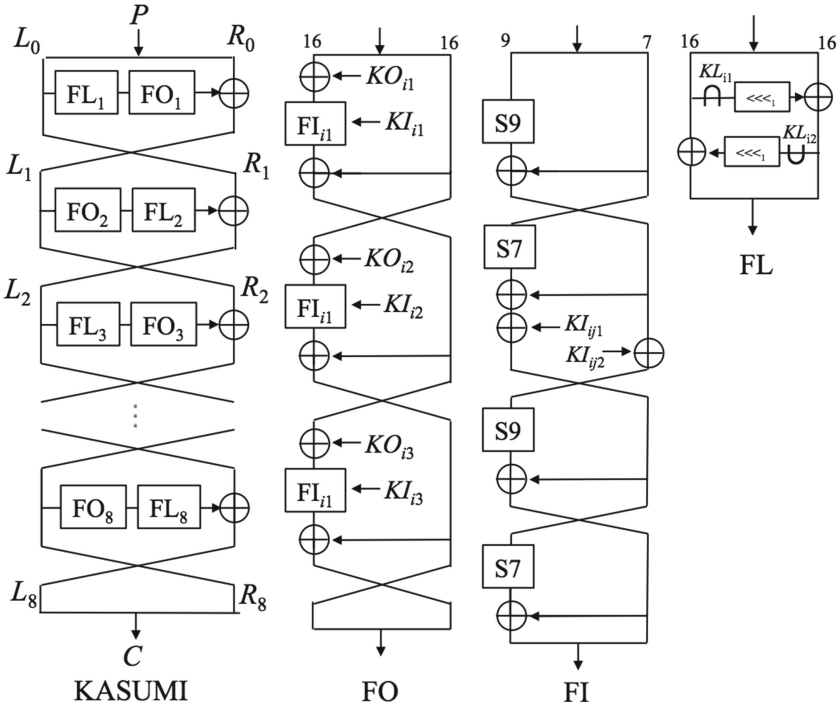 P
L0 R0
FL1 FO1
L1 R1
FO2 FL2
L2 R2
FL3 FO3
FO8 FL8
L8 R8
C
KASUMI
16 16
KOi1
FIi1 KIi1
KOi2
FIi1 KIi2
KOi3
FIi1 KIi3
FO
9 7
S9
S7
KIij1
KIij2
S9
S7
FI
16 16
KLi1
<<<1
<<<1 KLi2
FL